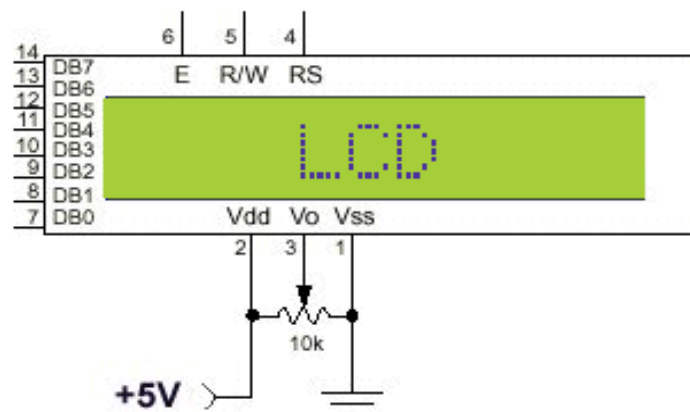 6 5 4
14 DB7 E R/W RS
13 DB6
12 DB5
11 DB4
10 DB3
9 DB2
8 DB1
7 DB0
LCD
Vdd Vo Vss
2 3 1
10k
+5V